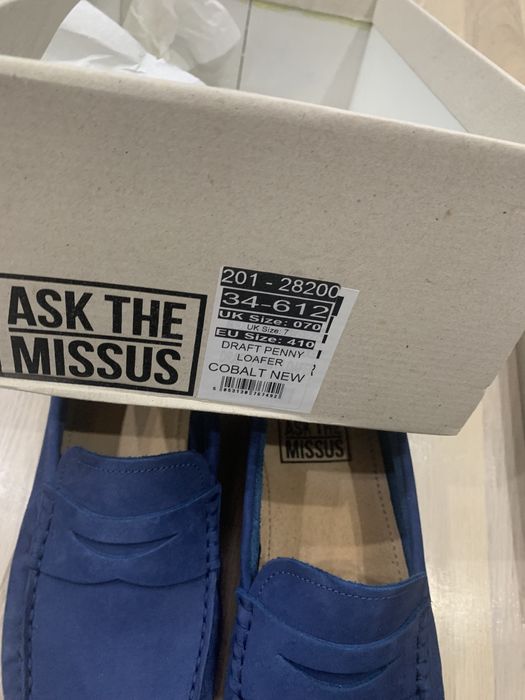 ASK THE
MISSUS
201 - 28200
34-612
UK Size: 070
UK Size: 7
EU Size: 410
DRAFT PENNY
LOAFER
COBALT NEW
ASK THE
MISSUS